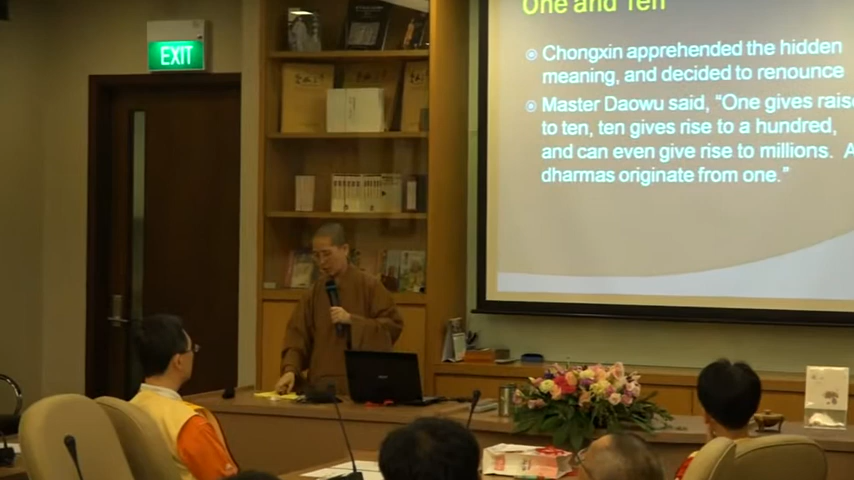 EXIT
One and Ten
Chongxin apprehended the hidden
meaning, and decided to renounce
Master Daowu said, “One gives raise
to ten, ten gives rise to a hundred,
and can even give rise to millions. A
dharmas originate from one.”